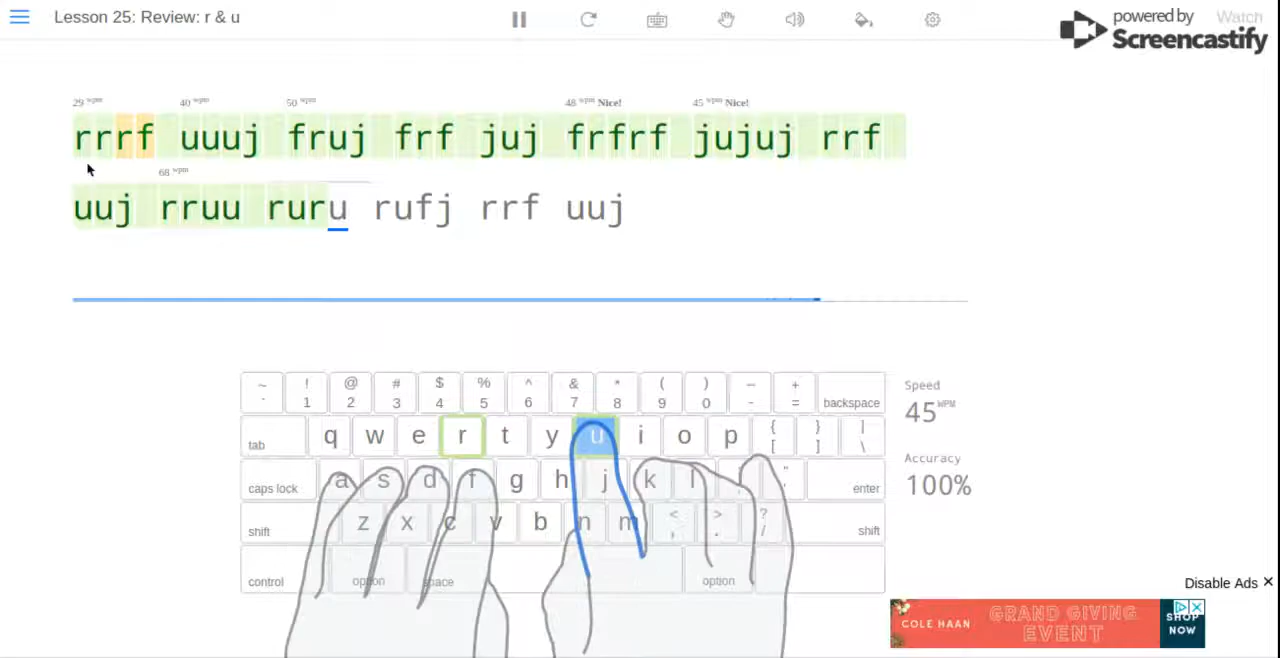 Lesson 25: Review: r & u
Watch
powered by
Screencastify
29 wpm 40 wpm 50 wpm 48 wpm Nice! 45 wpm Nice!
rrrf uuuj fruj frf juj frfrf jujuj rrf
68 wpm
uuj rruu ruru rufj rrf uuj
~ ! @ # $ % ^ & * ( ) — +
` 1 2 3 4 5 6 7 8 9 0 - = backspace
tab q w e r t y u i o p { [ } ] | \
caps lock a s d f g h j k l " enter
shift z x c v b n m < , > . ? / shift
control option space option
Speed
45 WPM
Accuracy
100%
Disable Ads ×
COLE HAAN GRAND GIVING EVENT SHOP NOW